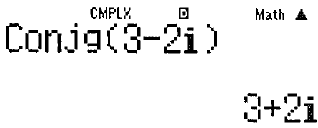 CMPLX D Math ▲
Conjg(3-2i)
3+2i